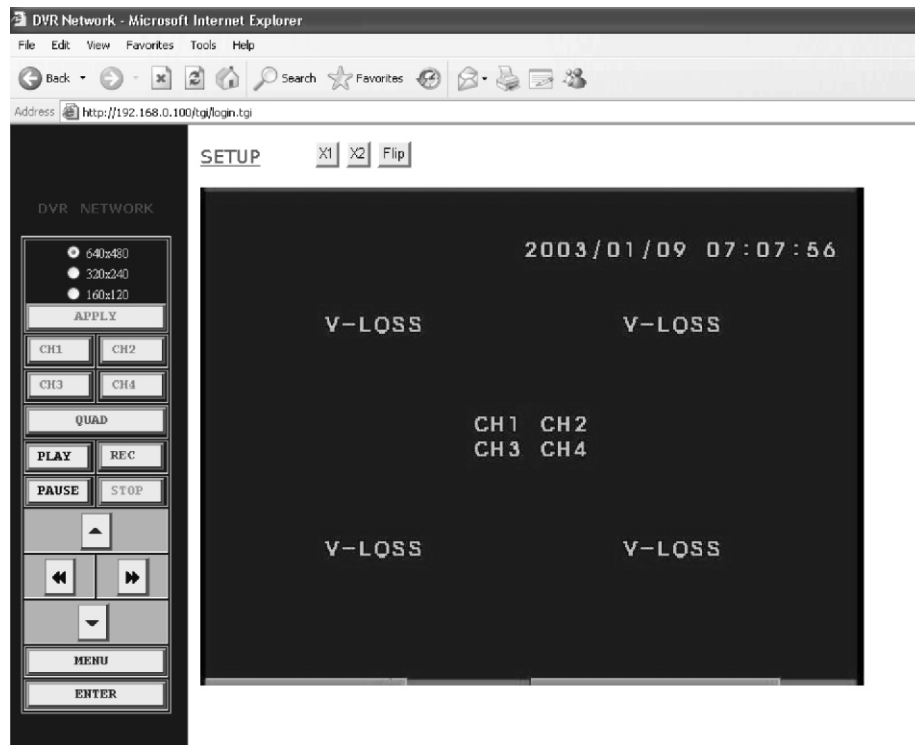 DVR Network - Microsoft Internet Explorer
File Edit View Favorites Tools Help
Back Search Favorites
Address http://192.168.0.100/tgi/login.tgi
SETUP X1 X2 Flip
DVR NETWORK
640x480
320x240
160x120
APPLY
CH1 CH2
CH3 CH4
QUAD
PLAY REC
PAUSE STOP
MENU
ENTER
2003/01/09 07:07:56
V-LOSS V-LOSS
CH1 CH2
CH3 CH4
V-LOSS V-LOSS